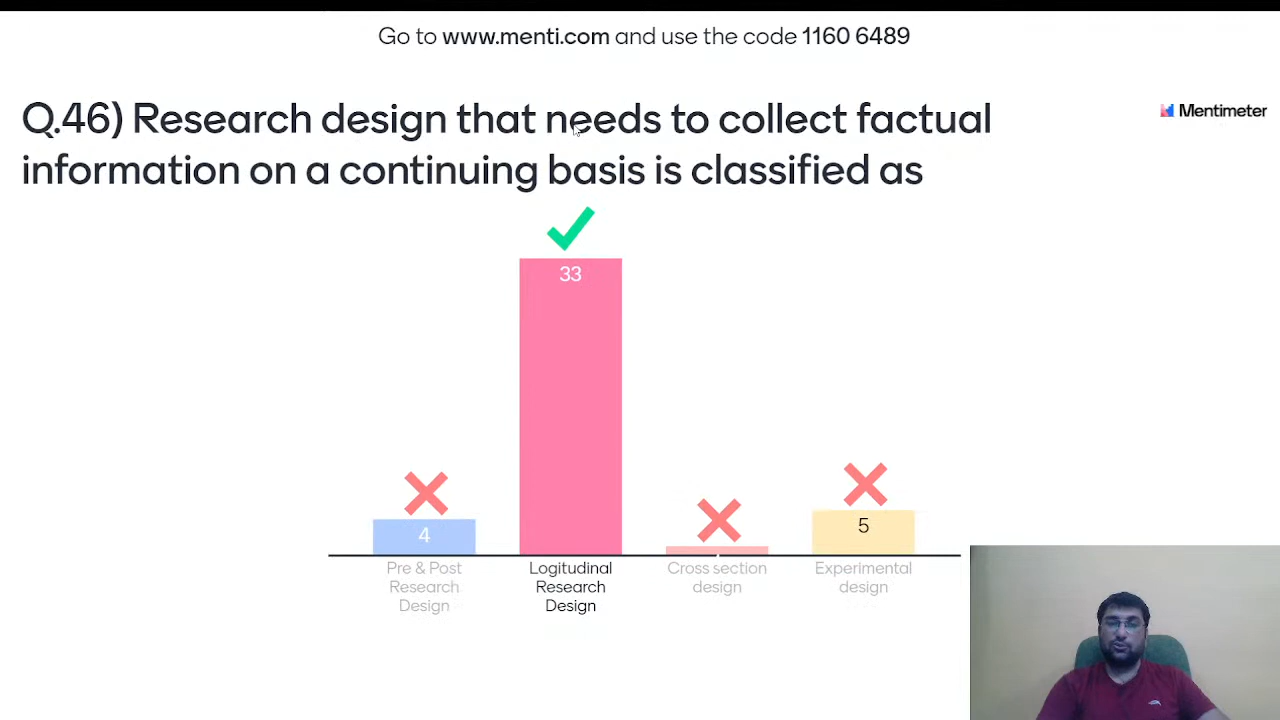 Go to www.menti.com and use the code 1160 6489
Mentimeter
Q.46) Research design that needs to collect factual
information on a continuing basis is classified as
33
4
5
Pre & Post
Research
Design
Logitudinal
Research
Design
Cross section
design
Experimental
design